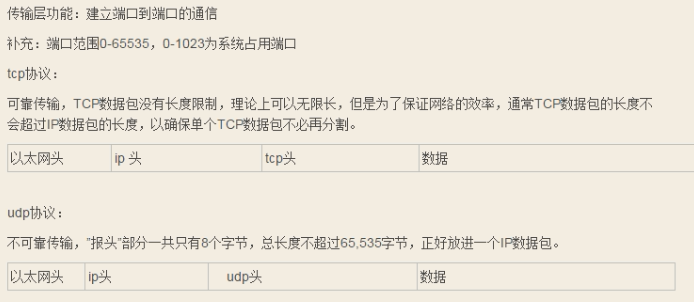 传输层功能：建立端口到端口的通信
补充：端口范围0-65535，0-1023为系统占用端口
tcp协议：
可靠传输，TCP数据包没有长度限制，理论上可以无限长，但是为了保证网络的效率，通常TCP数据包的长度不
会超过IP数据包的长度，以确保单个TCP数据包不必再分割。
以太网头 ip 头 tcp头 数据
udp协议：
不可靠传输，"报头"部分一共只有8个字节，总长度不超过65,535字节，正好放进一个IP数据包。
以太网头 ip头 udp头 数据